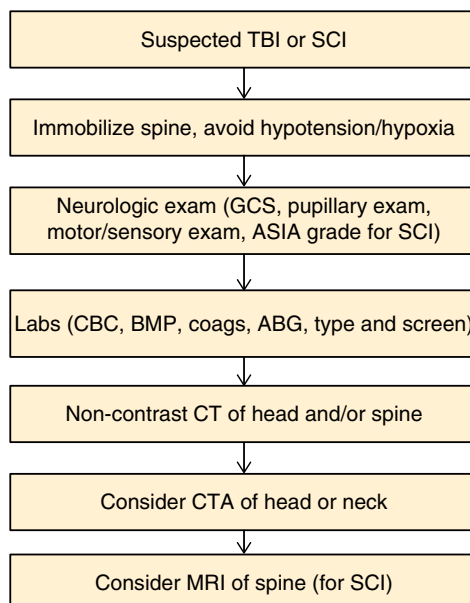 Suspected TBI or SCI
Immobilize spine, avoid hypotension/hypoxia
Neurologic exam (GCS, pupillary exam,
motor/sensory exam, ASIA grade for SCI)
Labs (CBC, BMP, coags, ABG, type and screen)
Non-contrast CT of head and/or spine
Consider CTA of head or neck
Consider MRI of spine (for SCI)